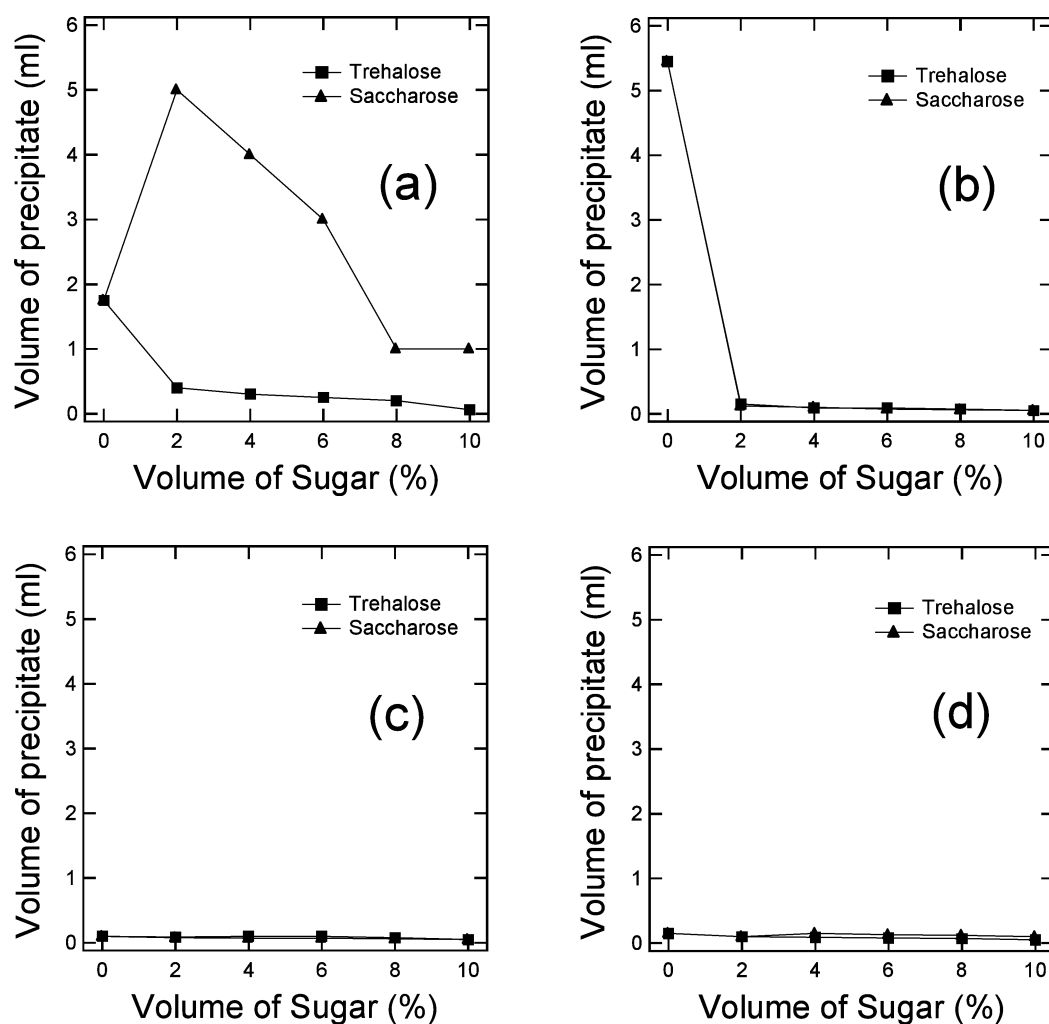 Volume of precipitate (ml)
6
5
4
3
2
1
0
Trehalose
Saccharose
(a)
0 2 4 6 8 10
Volume of Sugar (%)
Volume of precipitate (ml)
6
5
4
3
2
1
0
Trehalose
Saccharose
(b)
0 2 4 6 8 10
Volume of Sugar (%)
Volume of precipitate (ml)
6
5
4
3
2
1
0
Trehalose
Saccharose
(c)
0 2 4 6 8 10
Volume of Sugar (%)
Volume of precipitate (ml)
6
5
4
3
2
1
0
Trehalose
Saccharose
(d)
0 2 4 6 8 10
Volume of Sugar (%)